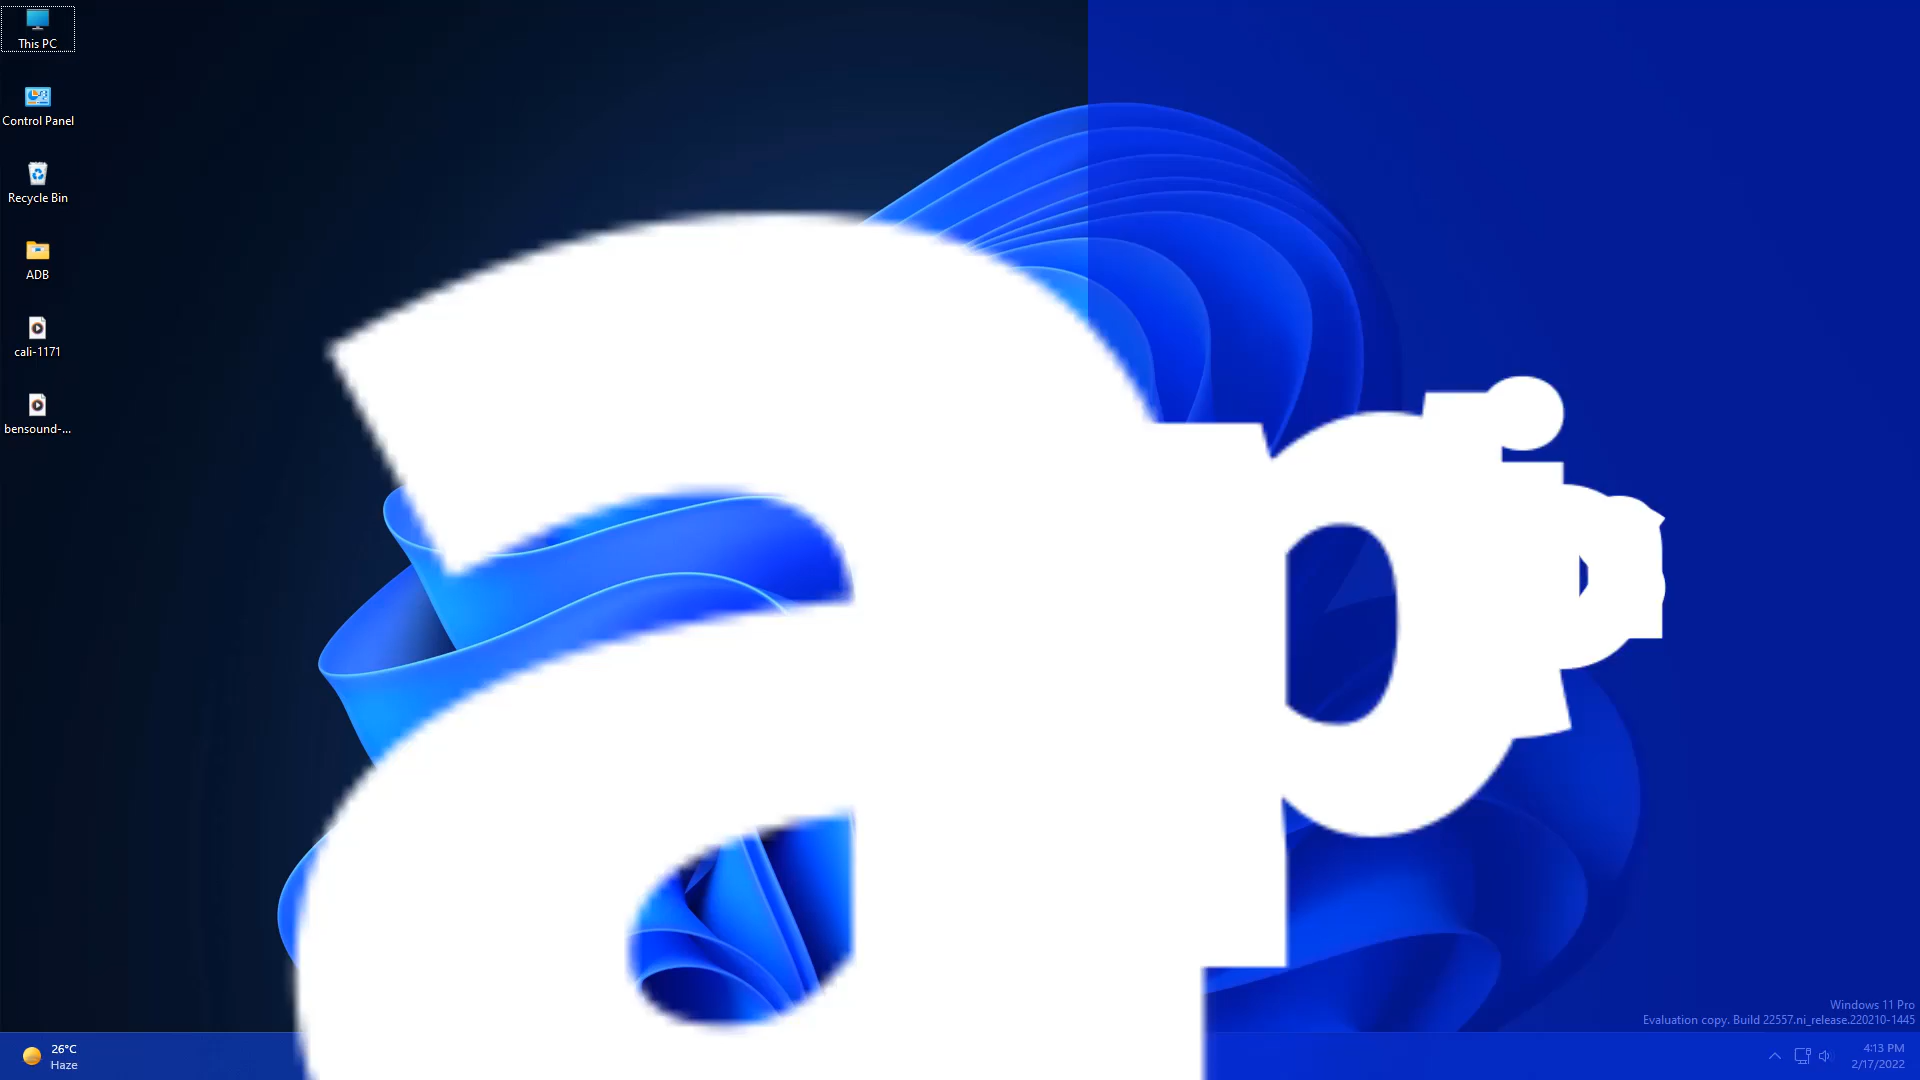 This PC
Control Panel
Recycle Bin
ADB
cali-1171
bensound-...
Windows 11 Pro
Evaluation copy. Build 22557.ni_release.220210-1445
26°C
Haze
4:13 PM
2/17/2022